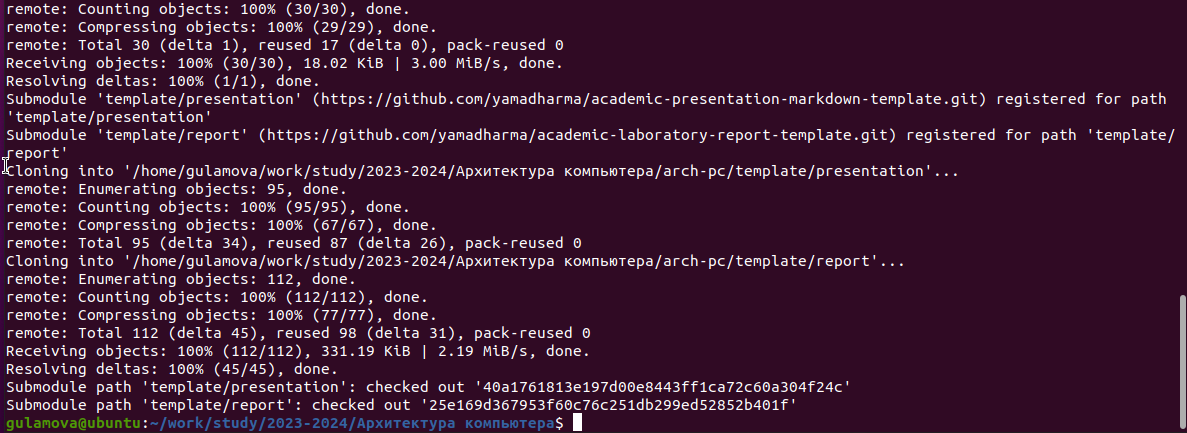 remote: Counting objects: 100% (30/30), done.
remote: Compressing objects: 100% (29/29), done.
remote: Total 30 (delta 1), reused 17 (delta 0), pack-reused 0
Receiving objects: 100% (30/30), 18.02 KiB | 3.00 MiB/s, done.
Resolving deltas: 100% (1/1), done.
Submodule 'template/presentation' (https://github.com/yamadharma/academic-presentation-markdown-template.git) registered for path
'template/presentation'
Submodule 'template/report' (https://github.com/yamadharma/academic-laboratory-report-template.git) registered for path 'template/
report'
Cloning into '/home/gulamova/work/study/2023-2024/Архитектура компьютера/arch-pc/template/presentation'...
remote: Enumerating objects: 95, done.
remote: Counting objects: 100% (95/95), done.
remote: Compressing objects: 100% (67/67), done.
remote: Total 95 (delta 34), reused 87 (delta 26), pack-reused 0
Cloning into '/home/gulamova/work/study/2023-2024/Архитектура компьютера/arch-pc/template/report'...
remote: Enumerating objects: 112, done.
remote: Counting objects: 100% (112/112), done.
remote: Compressing objects: 100% (77/77), done.
remote: Total 112 (delta 45), reused 98 (delta 31), pack-reused 0
Receiving objects: 100% (112/112), 331.19 KiB | 2.19 MiB/s, done.
Resolving deltas: 100% (45/45), done.
Submodule path 'template/presentation': checked out '40a1761813e197d00e8443ff1ca72c60a304f24c'
Submodule path 'template/report': checked out '25e169d367953f60c76c251db299ed52852b401f'
gulamova@ubuntu:~/work/study/2023-2024/Архитектура компьютера$